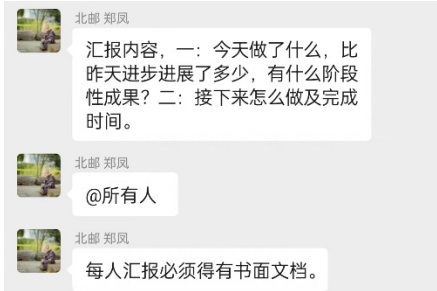 北邮 郑凤
汇报内容，一：今天做了什么，比
昨天进步进展了多少，有什么阶段
性成果？二：接下来怎么做及完成
时间。
北邮 郑凤
@所有人
北邮 郑凤
每人汇报必须得有书面文档。